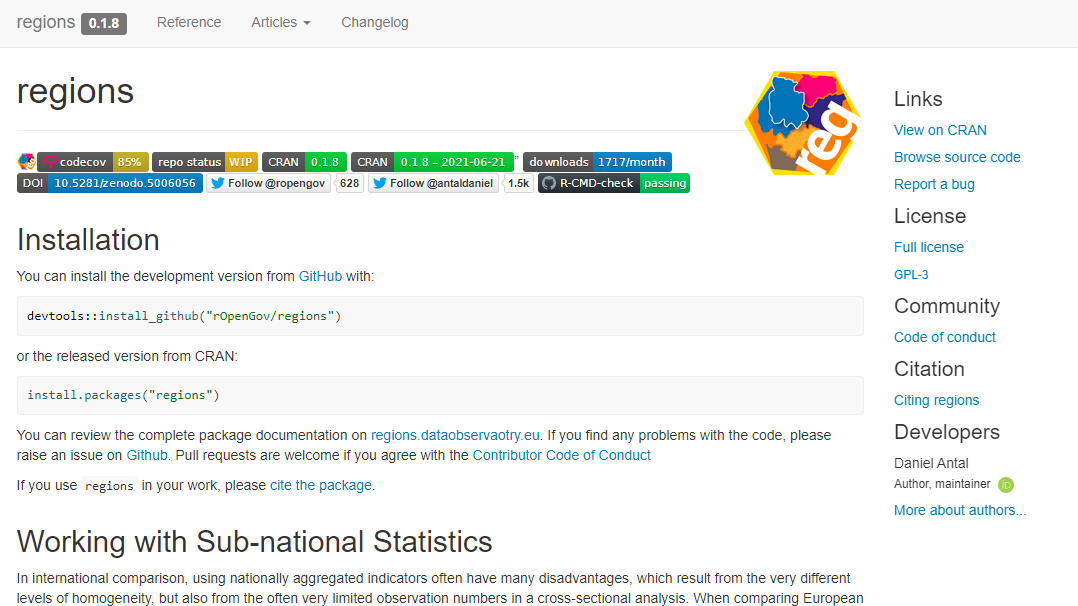 regions 0.1.8 Reference Articles Changelog
regions
red
codecov 85% repo status WIP CRAN 0.1.8 CRAN 0.1.8 – 2021-06-21 " downloads 1717/month
DOI 10.5281/zenodo.5006056 Follow @ropengov 628 Follow @antaldaniel 1.5k R-CMD-check passing
Installation
You can install the development version from GitHub with:
devtools::install_github("rOpenGov/regions")
or the released version from CRAN:
install.packages("regions")
You can review the complete package documentation on regions.dataobservaotry.eu. If you find any problems with the code, please
raise an issue on Github. Pull requests are welcome if you agree with the Contributor Code of Conduct
If you use regions in your work, please cite the package.
Working with Sub-national Statistics
In international comparison, using nationally aggregated indicators often have many disadvantages, which result from the very different
levels of homogeneity, but also from the often very limited observation numbers in a cross-sectional analysis. When comparing European
Links
View on CRAN
Browse source code
Report a bug
License
Full license
GPL-3
Community
Code of conduct
Citation
Citing regions
Developers
Daniel Antal
Author, maintainer iD
More about authors...